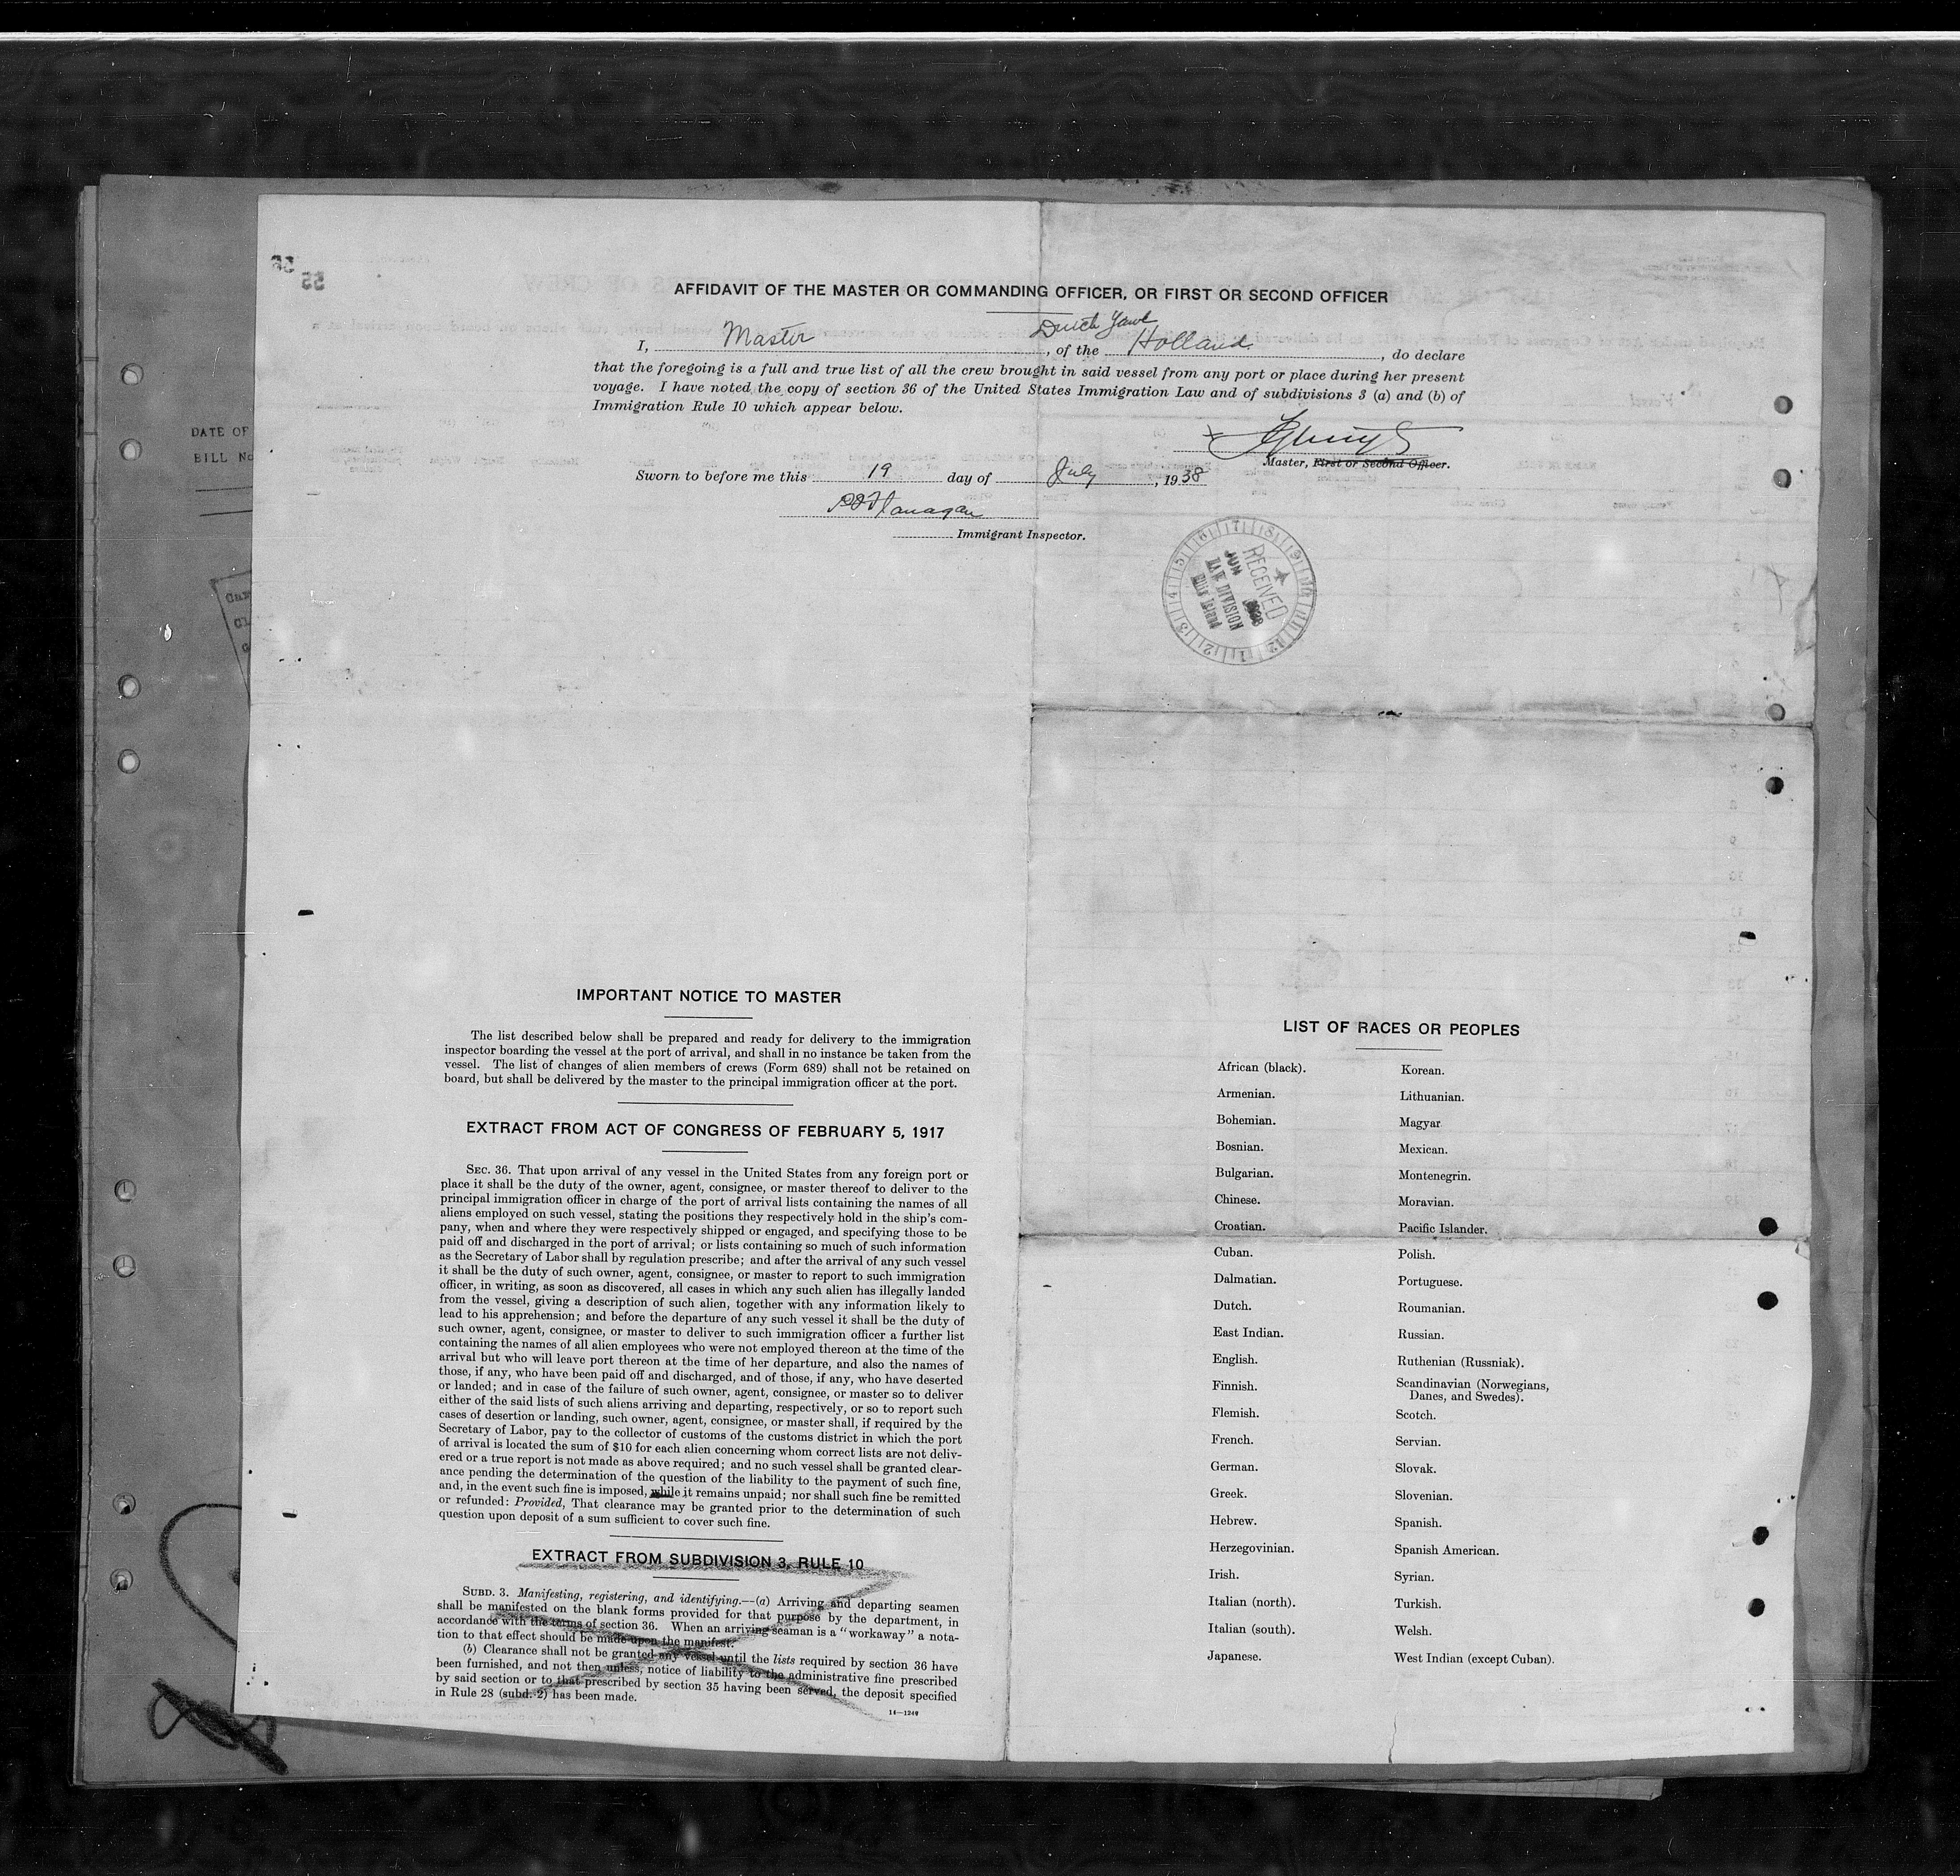 AFFIDAVIT OF THE MASTER OR COMMANDING OFFICER, OR FIRST OR SECOND OFFICER
Dutch Yawl
I, Master, of the Holland, do declare
that the foregoing is a full and true list of all the crew brought in said vessel from any port or place during her present
voyage. I have noted the copy of section 36 of the United States Immigration Law and of subdivisions 3 (a) and (b) of
Immigration Rule 10 which appear below.
Master, First or Second Officer.
Sworn to before me this 19 day of July, 1938
Flanagan
Immigrant Inspector.
RECEIVED
JUN
DIVISION
Ellis Island
DATE OF
BILL No
55
IMPORTANT NOTICE TO MASTER
The list described below shall be prepared and ready for delivery to the immigration
inspector boarding the vessel at the port of arrival, and shall in no instance be taken from the
vessel. The list of changes of alien members of crews (Form 689) shall not be retained on
board, but shall be delivered by the master to the principal immigration officer at the port.
EXTRACT FROM ACT OF CONGRESS OF FEBRUARY 5, 1917
SEC. 36. That upon arrival of any vessel in the United States from any foreign port or
place it shall be the duty of the owner, agent, consignee, or master thereof to deliver to the
principal immigration officer in charge of the port of arrival lists containing the names of all
aliens employed on such vessel, stating the positions they respectively hold in the ship's com-
pany, when and where they were respectively shipped or engaged, and specifying those to be
paid off and discharged in the port of arrival; or lists containing so much of such information
as the Secretary of Labor shall by regulation prescribe; and after the arrival of any such vessel
it shall be the duty of such owner, agent, consignee, or master to report to such immigration
officer, in writing, as soon as discovered, all cases in which any such alien has illegally landed
from the vessel, giving a description of such alien, together with any information likely to
lead to his apprehension; and before the departure of any such vessel it shall be the duty of
such owner, agent, consignee, or master to deliver to such immigration officer a further list
containing the names of all alien employees who were not employed thereon at the time of the
arrival but who will leave port thereon at the time of her departure, and also the names of
those, if any, who have been paid off and discharged, and of those, if any, who have deserted
or landed; and in case of the failure of such owner, agent, consignee, or master so to deliver
either of the said lists of such aliens arriving and departing, respectively, or so to report such
cases of desertion or landing, such owner, agent, consignee, or master shall, if required by the
Secretary of Labor, pay to the collector of customs of the customs district in which the port
of arrival is located the sum of $10 for each alien concerning whom correct lists are not deliv-
ered or a true report is not made as above required; and no such vessel shall be granted clear-
ance pending the determination of the question of the liability to the payment of such fine,
and, in the event such fine is imposed, while it remains unpaid; nor shall such fine be remitted
or refunded: Provided, That clearance may be granted prior to the determination of such
question upon deposit of a sum sufficient to cover such fine.
EXTRACT FROM SUBDIVISION 3, RULE 10
SUBD. 3. Manifesting, registering, and identifying.—(a) Arriving and departing seamen
shall be manifested on the blank forms provided for that purpose by the department, in
accordance with the terms of section 36. When an arriving seaman is a "workaway" a nota-
tion to that effect should be made upon the manifest.
(b) Clearance shall not be granted any vessel until the lists required by section 36 have
been furnished, and not then unless, notice of liability to the administrative fine prescribed
by said section or to that prescribed by section 35 having been served, the deposit specified
in Rule 28 (subd. 2) has been made.
14—1240
LIST OF RACES OR PEOPLES
African (black).
Armenian.
Bohemian.
Bosnian.
Bulgarian.
Chinese.
Croatian.
Cuban.
Dalmatian.
Dutch.
East Indian.
English.
Finnish.
Flemish.
French.
German.
Greek.
Hebrew.
Herzegovinian.
Irish.
Italian (north).
Italian (south).
Japanese.
Korean.
Lithuanian.
Magyar
Mexican.
Montenegrin.
Moravian.
Pacific Islander.
Polish.
Portuguese.
Roumanian.
Russian.
Ruthenian (Russniak).
Scandinavian (Norwegians,
Danes, and Swedes).
Scotch.
Servian.
Slovak.
Slovenian.
Spanish.
Spanish American.
Syrian.
Turkish.
Welsh.
West Indian (except Cuban).